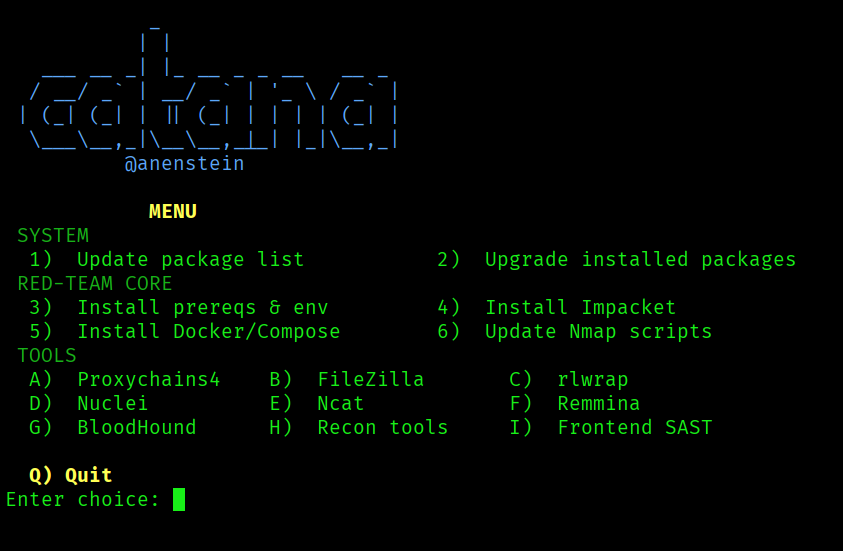 catana
@anenstein
MENU
SYSTEM
1) Update package list 2) Upgrade installed packages
RED-TEAM CORE
3) Install prereqs & env 4) Install Impacket
5) Install Docker/Compose 6) Update Nmap scripts
TOOLS
A) Proxychains4 B) FileZilla C) rlwrap
D) Nuclei E) Ncat F) Remmina
G) BloodHound H) Recon tools I) Frontend SAST
Q) Quit
Enter choice: